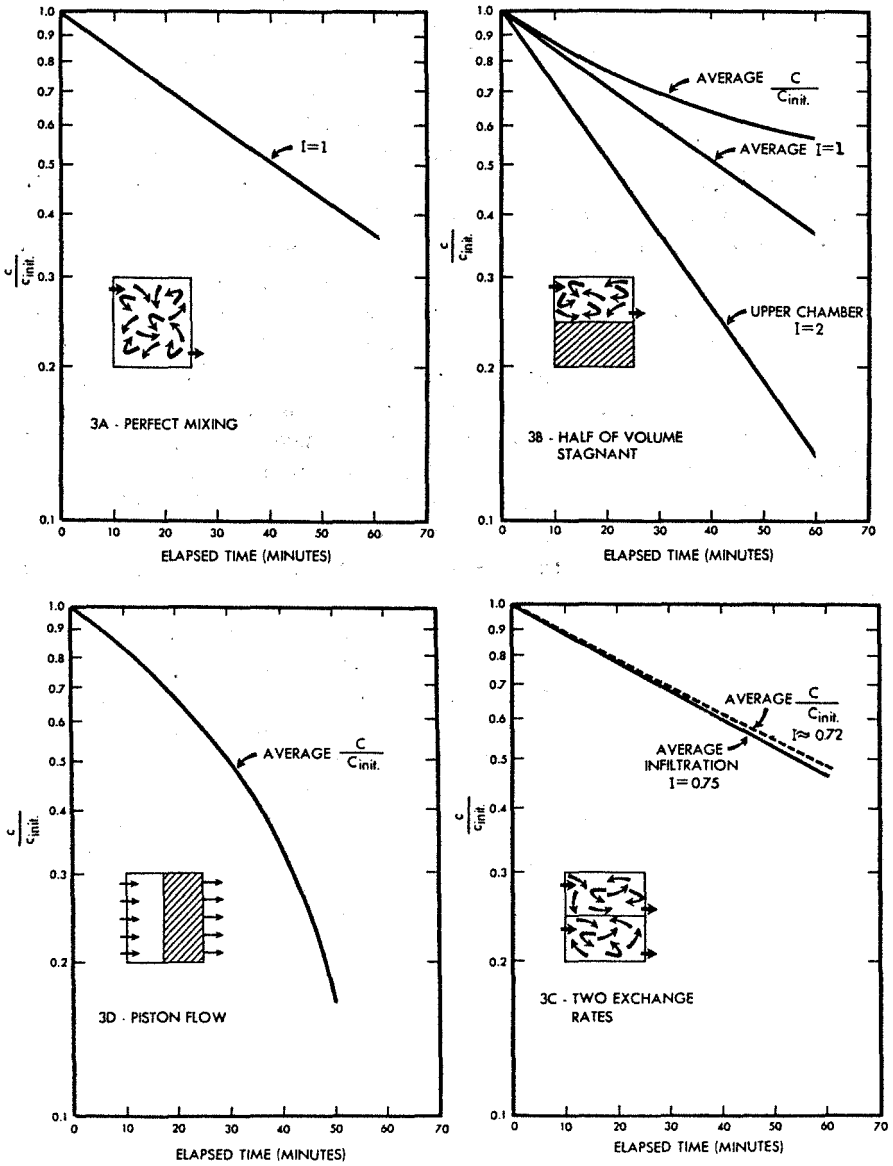 1.0
0.9
0.8
0.7
0.6
0.5
0.4
0.3
0.2
0.1
c
cinit.
I=1
3A - PERFECT MIXING
0 10 20 30 40 50 60 70
ELAPSED TIME (MINUTES)
1.0
0.9
0.8
0.7
0.6
0.5
0.4
0.3
0.2
0.1
c
cinit.
AVERAGE C
Cinit.
AVERAGE I=1
UPPER CHAMBER
I=2
3B - HALF OF VOLUME
STAGNANT
0 10 20 30 40 50 60 70
ELAPSED TIME (MINUTES)
1.0
0.9
0.8
0.7
0.6
0.5
0.4
0.3
0.2
0.1
c
cinit.
AVERAGE C
Cinit.
3D - PISTON FLOW
0 10 20 30 40 50 60 70
ELAPSED TIME (MINUTES)
1.0
0.9
0.8
0.7
0.6
0.5
0.4
0.3
0.2
0.1
c
cinit.
AVERAGE C
Cinit.
I≈0.72
AVERAGE
INFILTRATION
I=0.75
3C - TWO EXCHANGE
RATES
0 10 20 30 40 50 60 70
ELAPSED TIME (MINUTES)